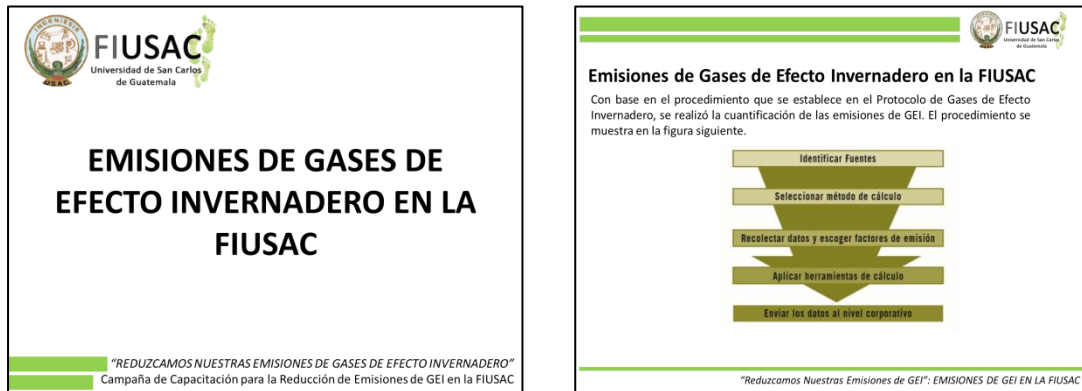 INGENIERIA
USAC
FIUSAC
Universidad de San Carlos
de Guatemala
EMISIONES DE GASES DE
EFECTO INVERNADERO EN LA
FIUSAC
“REDUZCAMOS NUESTRAS EMISIONES DE GASES DE EFECTO INVERNADERO”
Campaña de Capacitación para la Reducción de Emisiones de GEI en la FIUSAC
FIUSAC
Universidad de San Carlos
de Guatemala
Emisiones de Gases de Efecto Invernadero en la FIUSAC
Con base en el procedimiento que se establece en el Protocolo de Gases de Efecto
Invernadero, se realizó la cuantificación de las emisiones de GEI. El procedimiento se
muestra en la figura siguiente.
Identificar Fuentes
Seleccionar método de cálculo
Recolectar datos y escoger factores de emisión
Aplicar herramientas de cálculo
Enviar los datos al nivel corporativo
“Reduzcamos Nuestras Emisiones de GEI”: EMISIONES DE GEI EN LA FIUSAC